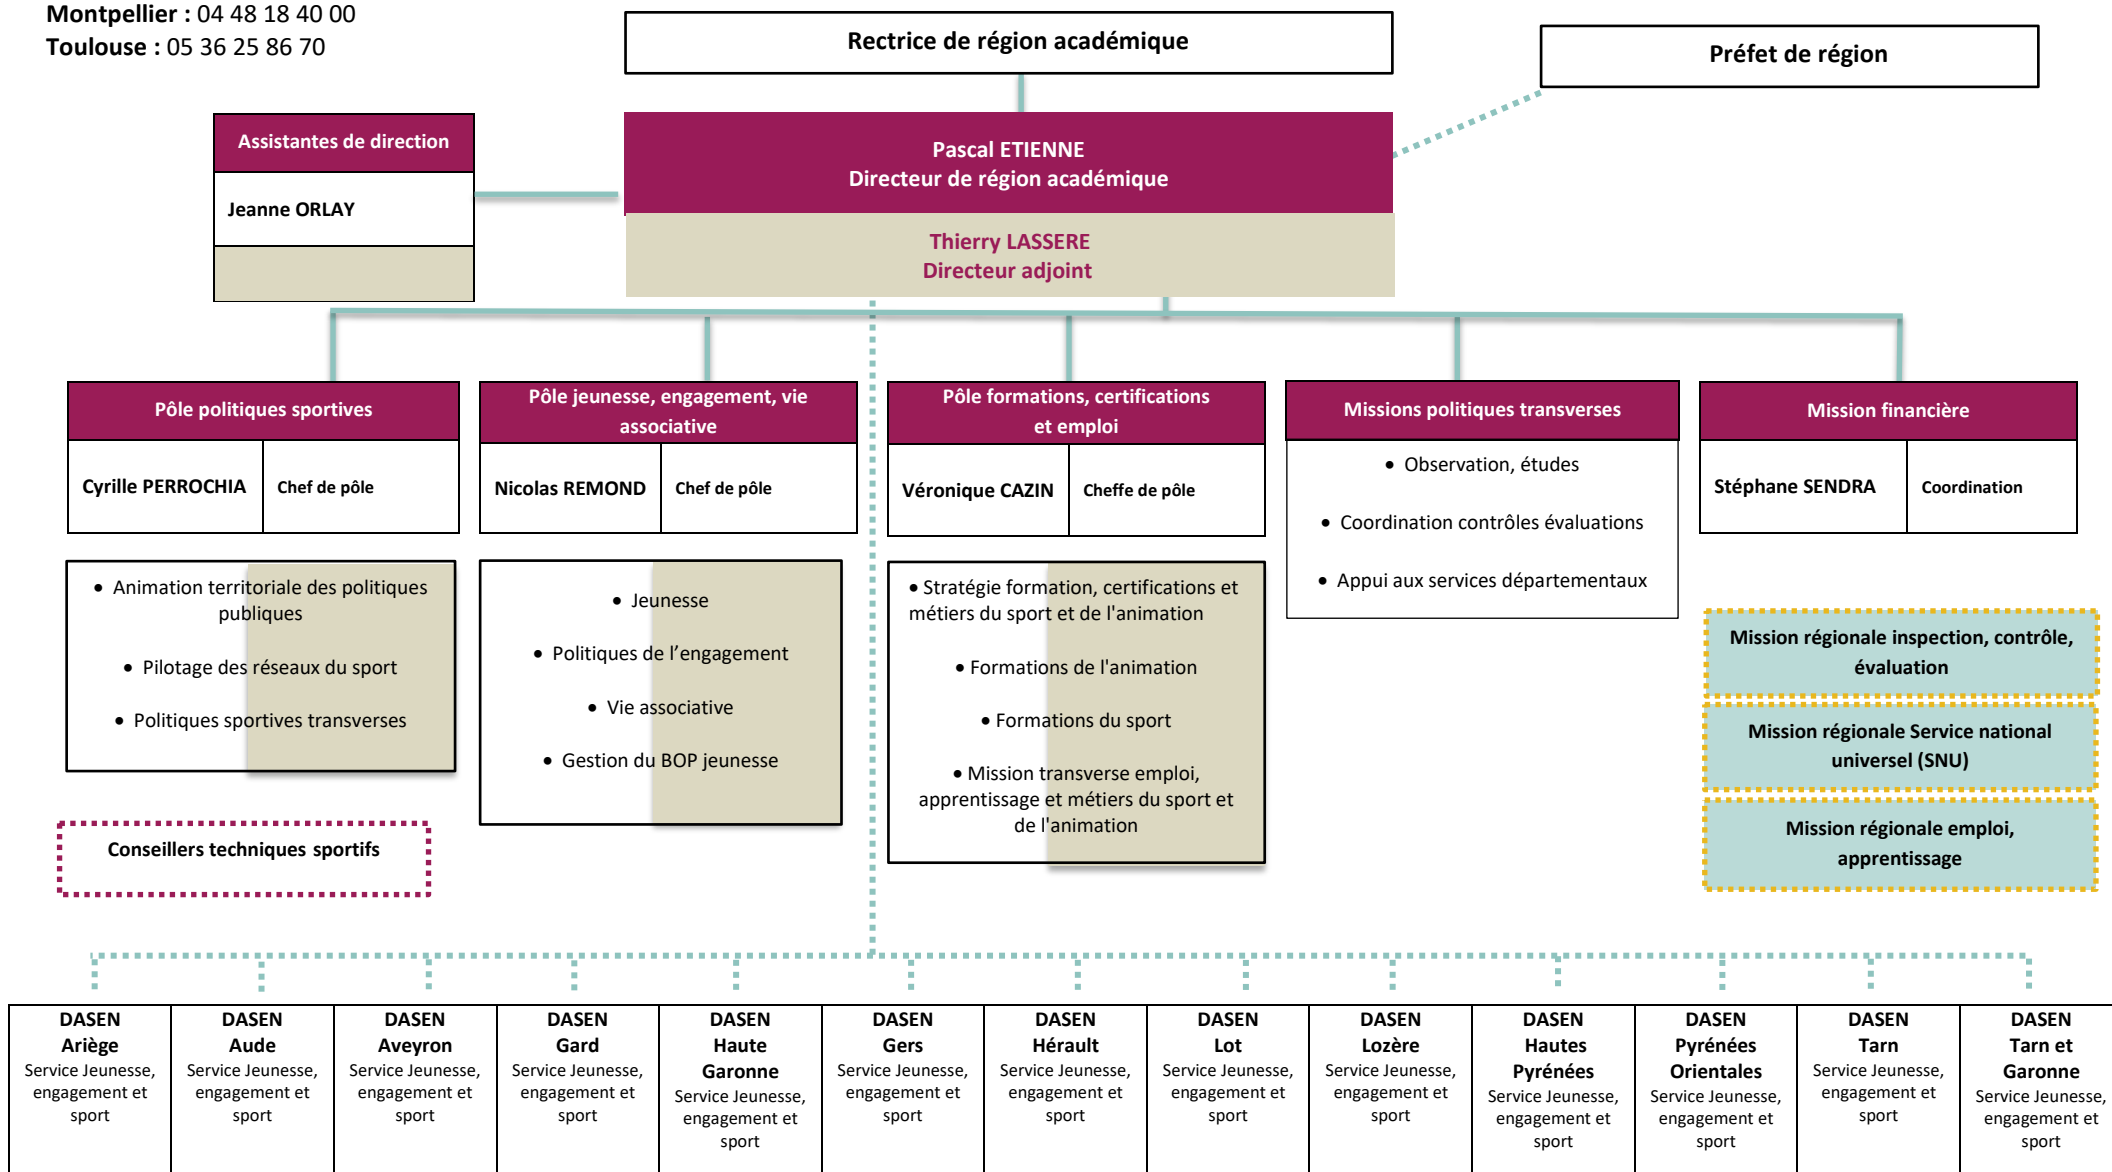 Montpellier : 04 48 18 40 00
Toulouse : 05 36 25 86 70
Rectrice de région académique
Préfet de région
Assistantes de direction
Jeanne ORLAY
Pascal ETIENNE
Directeur de région académique
Thierry LASSERE
Directeur adjoint
Pôle politiques sportives
Cyrille PERROCHIA
Chef de pôle
• Animation territoriale des politiques
publiques
• Pilotage des réseaux du sport
• Politiques sportives transverses
Conseillers techniques sportifs
Pôle jeunesse, engagement, vie
associative
Nicolas REMOND
Chef de pôle
• Jeunesse
• Politiques de l’engagement
• Vie associative
• Gestion du BOP jeunesse
Pôle formations, certifications
et emploi
Véronique CAZIN
Cheffe de pôle
• Stratégie formation, certifications et
métiers du sport et de l'animation
• Formations de l'animation
• Formations du sport
• Mission transverse emploi,
apprentissage et métiers du sport et
de l'animation
Missions politiques transverses
• Observation, études
• Coordination contrôles évaluations
• Appui aux services départementaux
Mission financière
Stéphane SENDRA
Coordination
Mission régionale inspection, contrôle,
évaluation
Mission régionale Service national
universel (SNU)
Mission régionale emploi,
apprentissage
DASEN
Ariège
Service Jeunesse,
engagement et
sport
DASEN
Aude
Service Jeunesse,
engagement et
sport
DASEN
Aveyron
Service Jeunesse,
engagement et
sport
DASEN
Gard
Service Jeunesse,
engagement et
sport
DASEN
Haute
Garonne
Service Jeunesse,
engagement et
sport
DASEN
Gers
Service Jeunesse,
engagement et
sport
DASEN
Hérault
Service Jeunesse,
engagement et
sport
DASEN
Lot
Service Jeunesse,
engagement et
sport
DASEN
Lozère
Service Jeunesse,
engagement et
sport
DASEN
Hautes
Pyrénées
Service Jeunesse,
engagement et
sport
DASEN
Pyrénées
Orientales
Service Jeunesse,
engagement et
sport
DASEN
Tarn
Service Jeunesse,
engagement et
sport
DASEN
Tarn et
Garonne
Service Jeunesse,
engagement et
sport